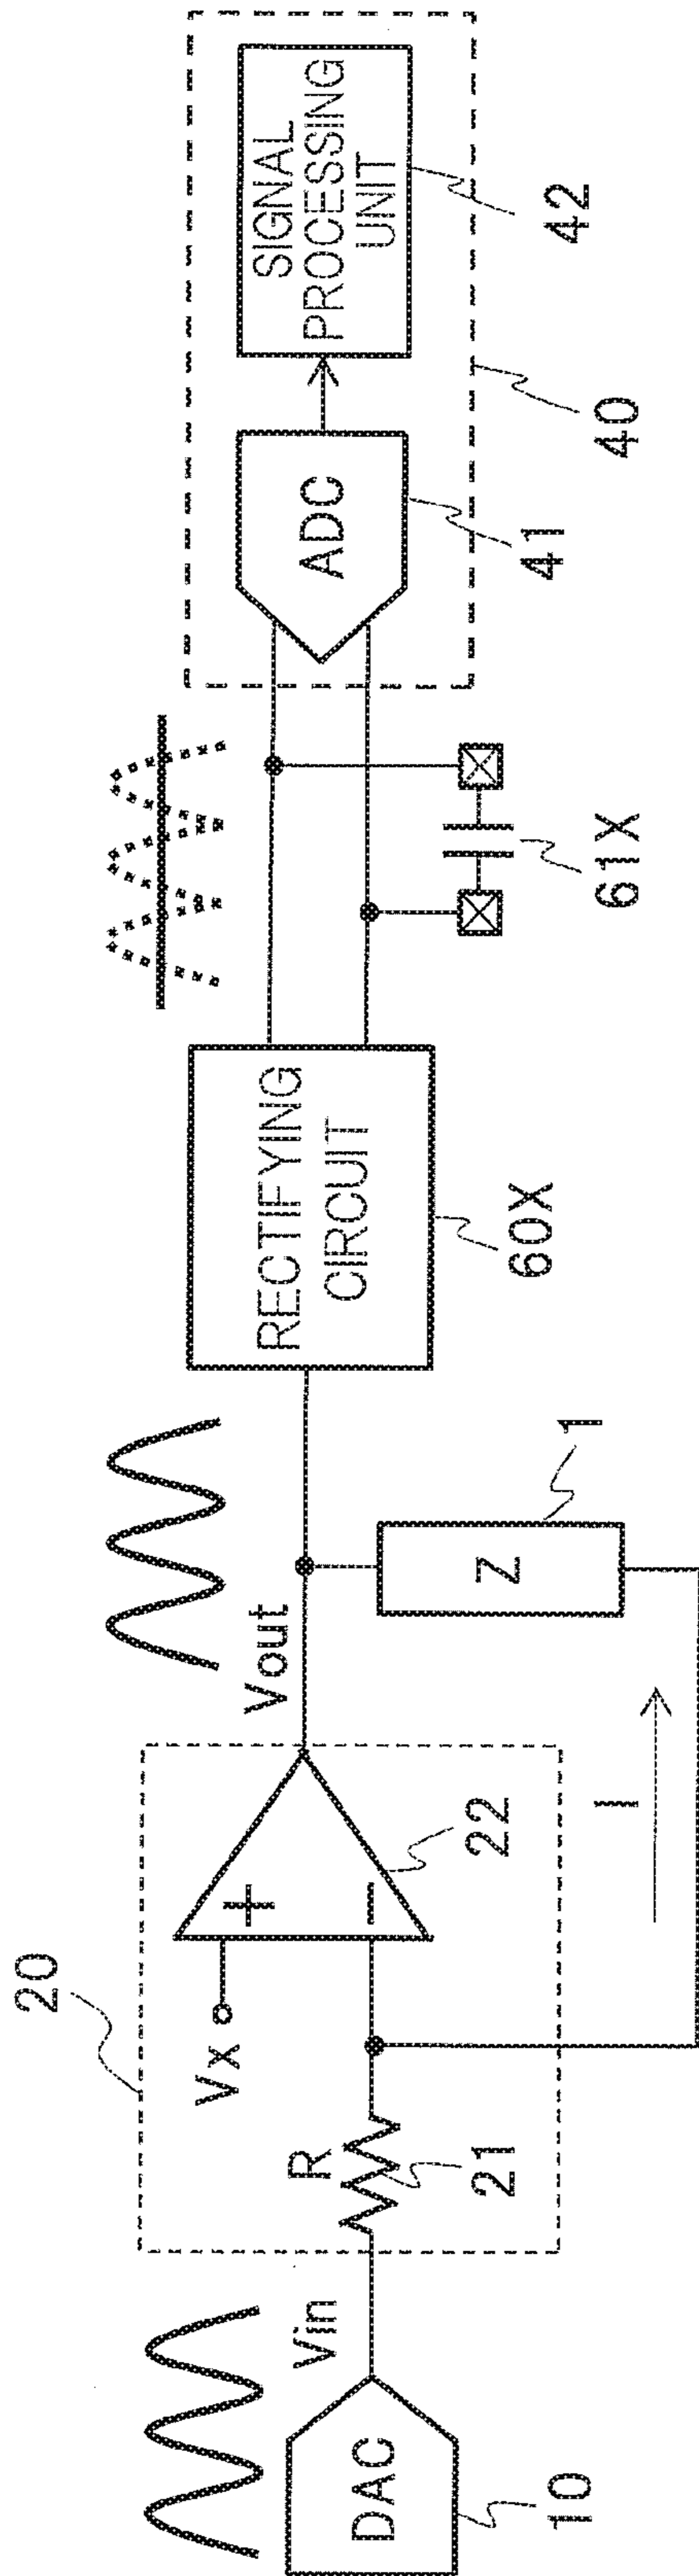 DAC
10
Vin
20
R
21
Vx
+
−
22
Vout
I
Z
1
RECTIFYING
CIRCUIT
60X
61X
ADC
41
SIGNAL
PROCESSING
UNIT
42
40